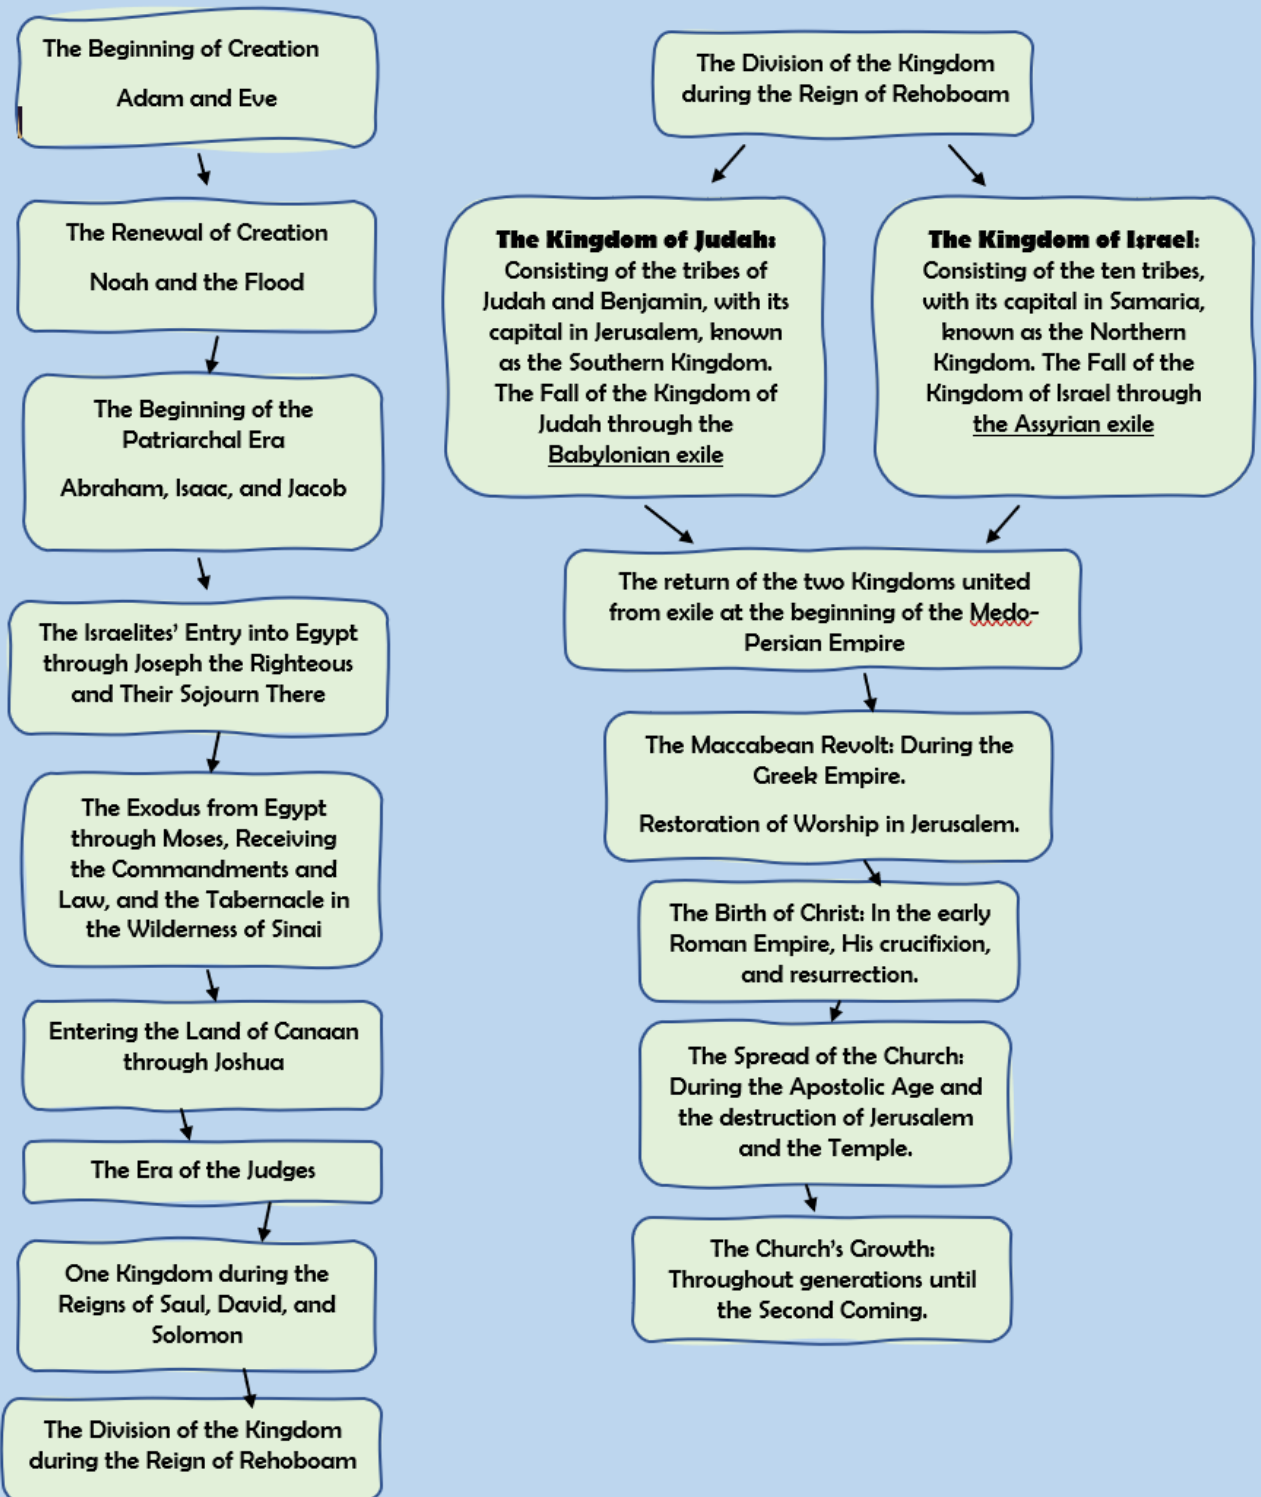 The Beginning of Creation
Adam and Eve
The Renewal of Creation
Noah and the Flood
The Beginning of the
Patriarchal Era
Abraham, Isaac, and Jacob
The Israelites’ Entry into Egypt
through Joseph the Righteous
and Their Sojourn There
The Exodus from Egypt
through Moses, Receiving
the Commandments and
Law, and the Tabernacle in
the Wilderness of Sinai
Entering the Land of Canaan
through Joshua
The Era of the Judges
One Kingdom during the
Reigns of Saul, David, and
Solomon
The Division of the Kingdom
during the Reign of Rehoboam
The Division of the Kingdom
during the Reign of Rehoboam
The Kingdom of Judah:
Consisting of the tribes of
Judah and Benjamin, with its
capital in Jerusalem, known
as the Southern Kingdom.
The Fall of the Kingdom of
Judah through the
Babylonian exile
The Kingdom of Israel:
Consisting of the ten tribes,
with its capital in Samaria,
known as the Northern
Kingdom. The Fall of the
Kingdom of Israel through
the Assyrian exile
The return of the two Kingdoms united
from exile at the beginning of the Medo-
Persian Empire
The Maccabean Revolt: During the
Greek Empire.
Restoration of Worship in Jerusalem.
The Birth of Christ: In the early
Roman Empire, His crucifixion,
and resurrection.
The Spread of the Church:
During the Apostolic Age and
the destruction of Jerusalem
and the Temple.
The Church’s Growth:
Throughout generations until
the Second Coming.